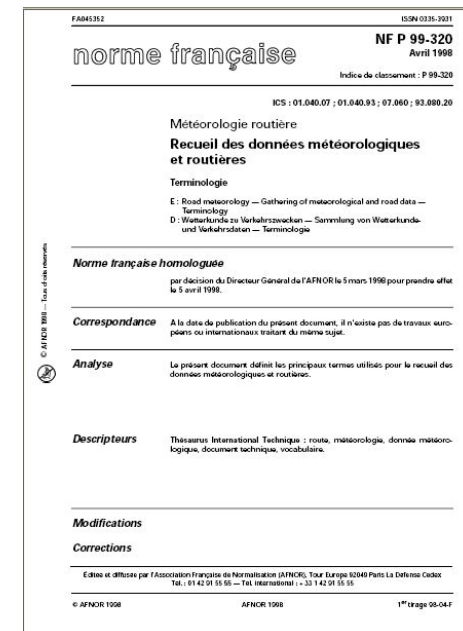 FA045352
ISSN 0335-3931
norme française
NF P 99-320
Avril 1998
Indice de classement : P 99-320
ICS : 01.040.07 ; 01.040.93 ; 07.060 ; 93.080.20
Météorologie routière
Recueil des données météorologiques
et routières
Terminologie
E : Road meteorology — Gathering of meteorological and road data —
Terminology
D : Wetterkunde zu Verkehrszwecken — Sammlung von Wetterkunde-
und Verkehrsdaten — Terminologie
© AFNOR 1998 — Tous droits réservés
Norme française homologuée
par décision du Directeur Général de l'AFNOR le 5 mars 1998 pour prendre effet
le 5 avril 1998.
Correspondance
A la date de publication du présent document, il n'existe pas de travaux euro-
péens ou internationaux traitant du même sujet.
Analyse
Le présent document définit les principaux termes utilisés pour le recueil des
données météorologiques et routières.
Descripteurs
Thésaurus International Technique : route, météorologie, donnée météoro-
logique, document technique, vocabulaire.
Modifications
Corrections
Éditée et diffusée par l'Association Française de Normalisation (AFNOR), Tour Europe 92049 Paris La Défense Cedex
Tél. : 01 42 91 55 55 — Tél. international : + 33 1 42 91 55 55
© AFNOR 1998
AFNOR 1998
1er tirage 98-04-F